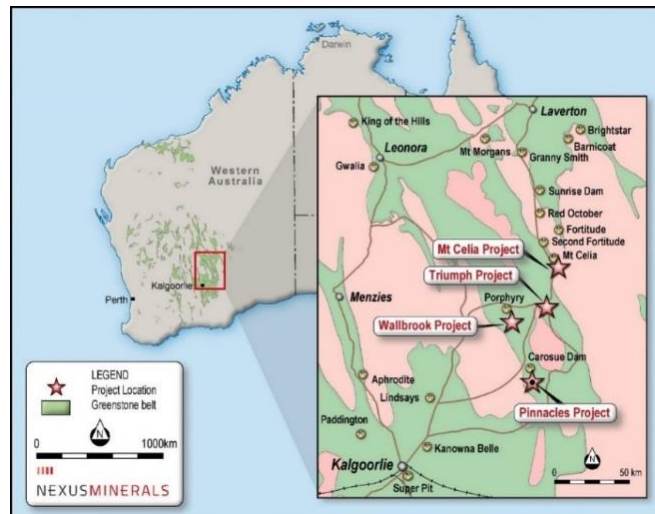 Darwin
Western
Australia
Kalgoorlie
Perth
LEGEND
Project Location
Greenstone belt
N
0
1000km
NEXUSMINERALS
Laverton
King of the Hills
Brightstar
Barnicoat
Leonora
Mt Morgans
Granny Smith
Gwalia
Sunrise Dam
Red October
Fortitude
Second Fortitude
Mt Celia Project
Mt Celia
Triumph Project
Menzies
Porphyry
Wallbrook Project
Carosue Dam
Aphrodite
Lindsays
Pinnacles Project
Paddington
Kanowna Belle
Kalgoorlie
Super Pit
N
0
50 km